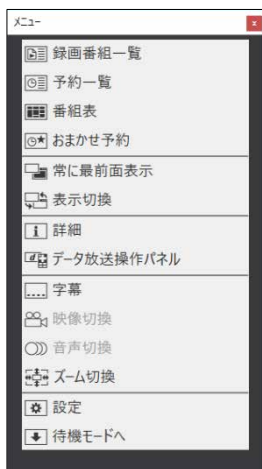 メニュー
録画番組一覧
予約一覧
番組表
おまかせ予約
常に最前面表示
表示切換
詳細
データ放送操作パネル
字幕
映像切換
音声切換
ズーム切換
設定
待機モードへ